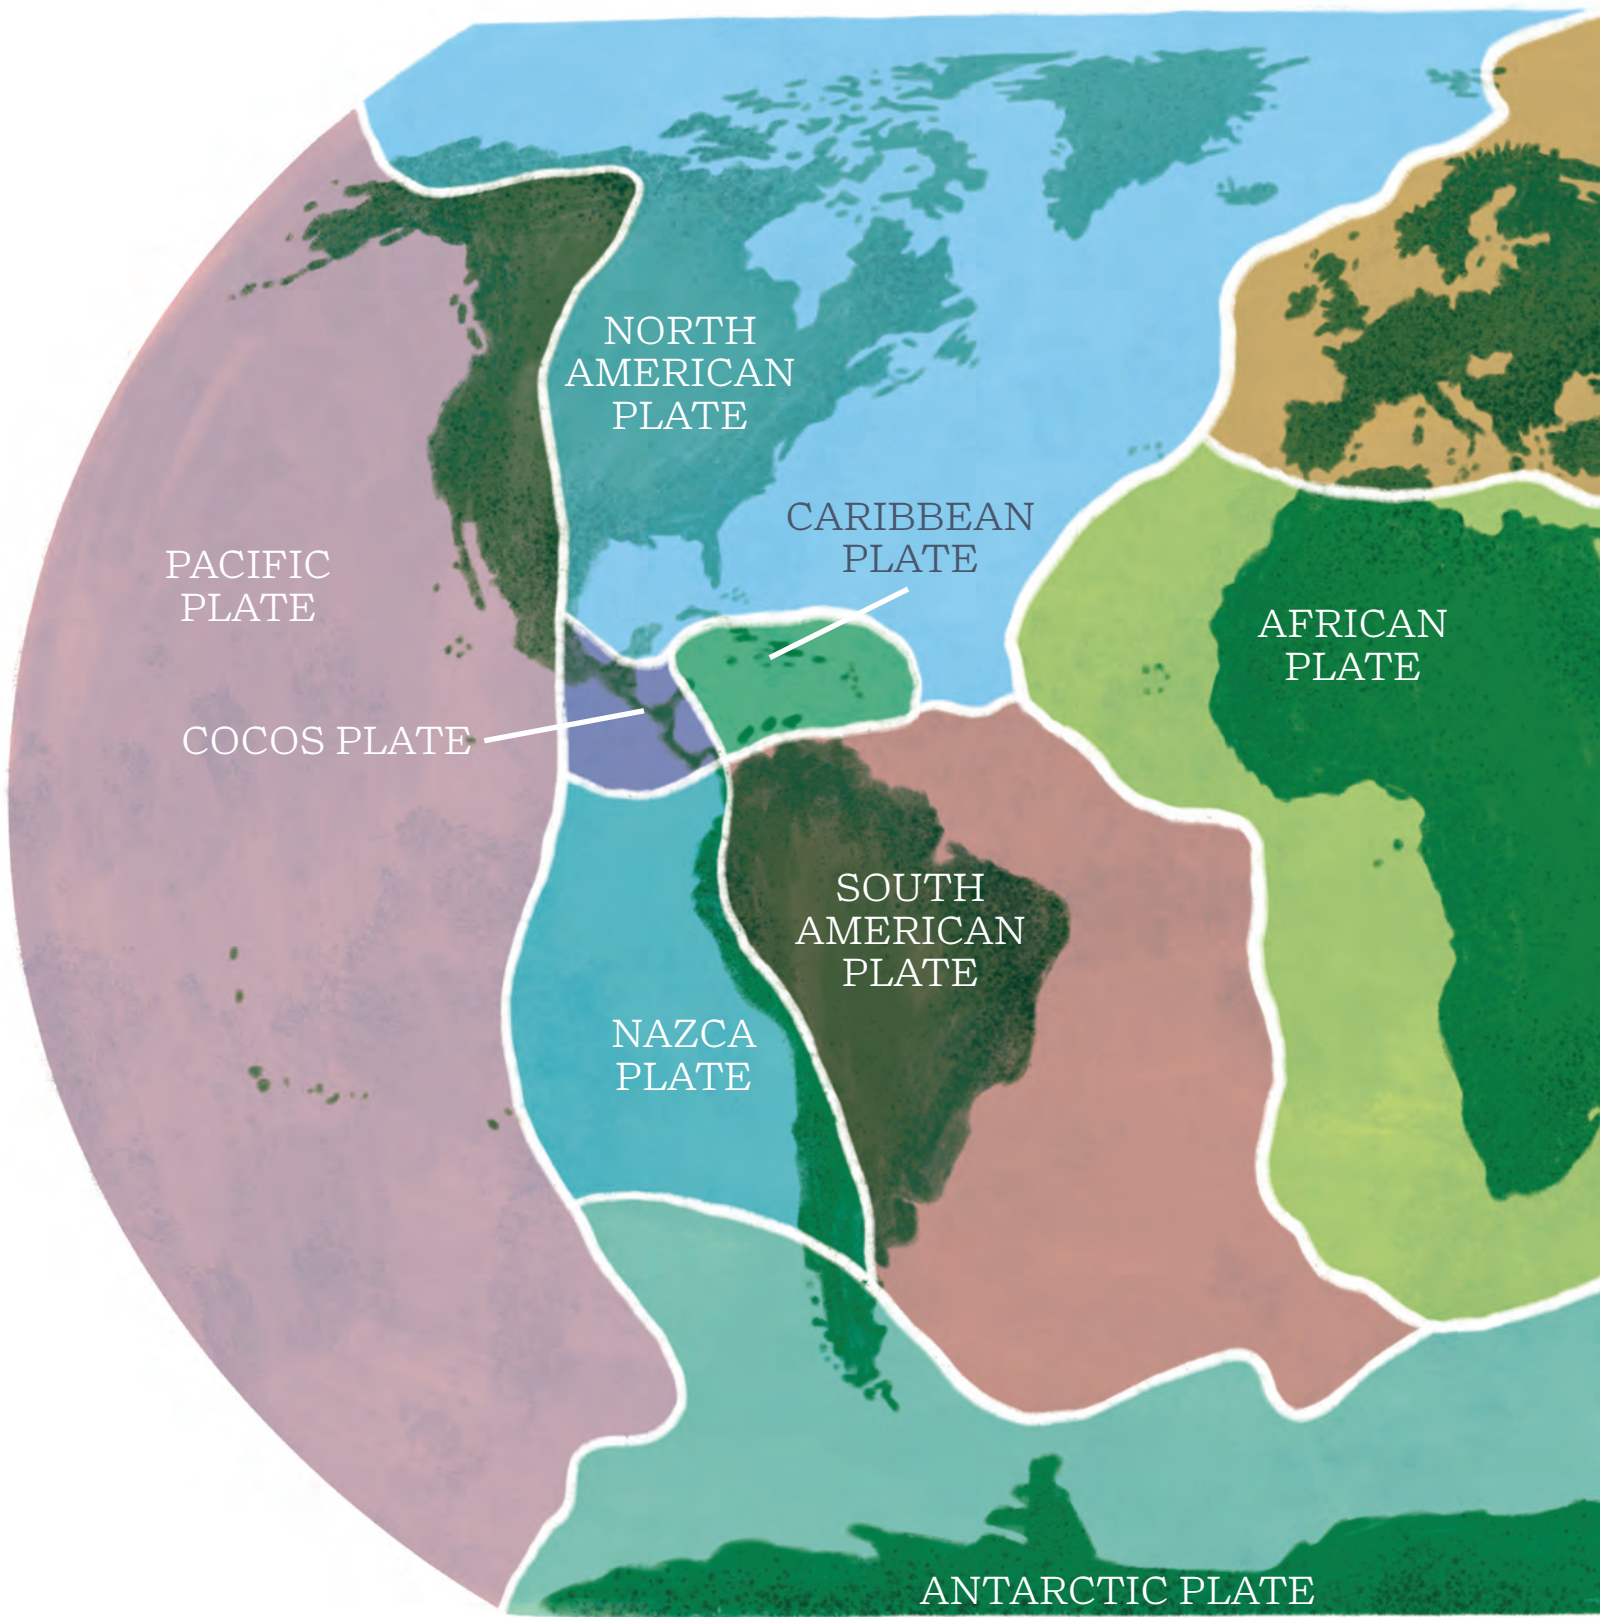 NORTH
AMERICAN
PLATE
CARIBBEAN
PLATE
PACIFIC
PLATE
AFRICAN
PLATE
COCOS PLATE
SOUTH
AMERICAN
PLATE
NAZCA
PLATE
ANTARCTIC PLATE